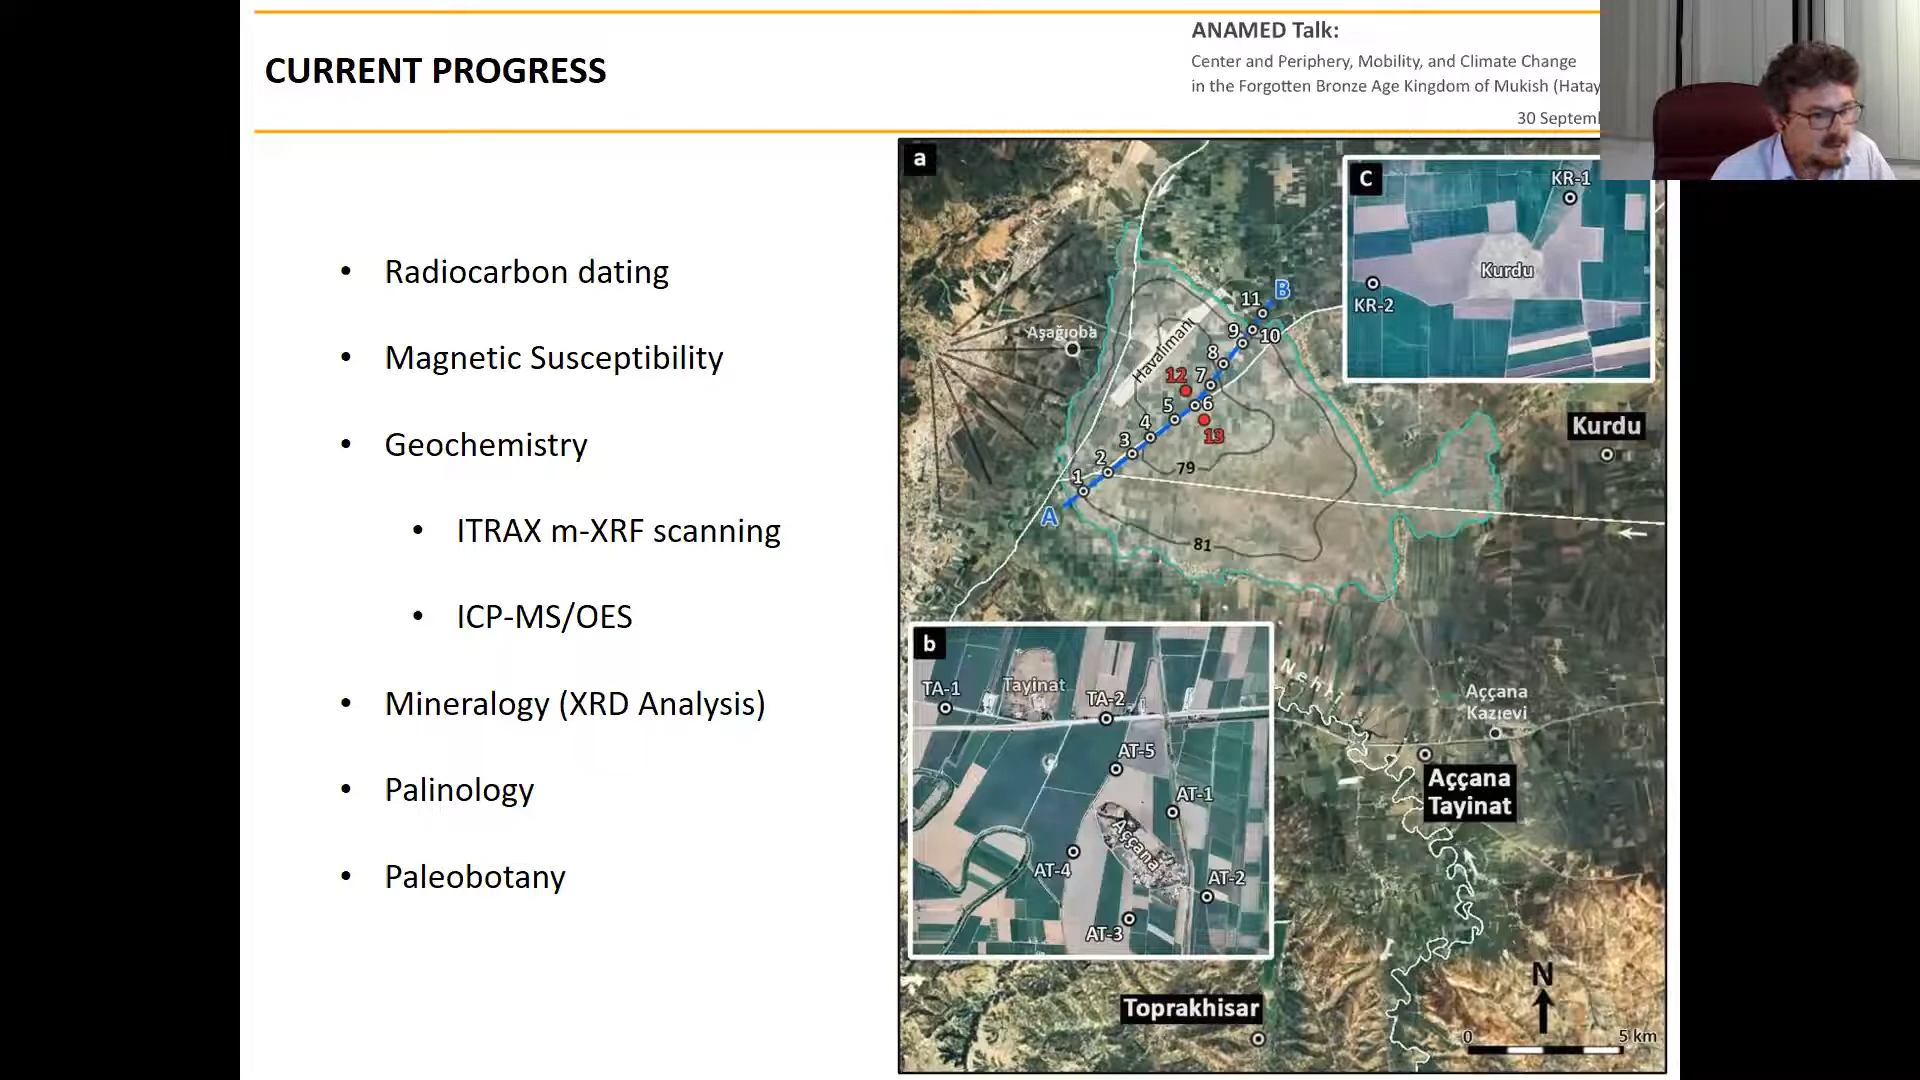 CURRENT PROGRESS
ANAMED Talk:
Center and Periphery, Mobility, and Climate Change
in the Forgotten Bronze Age Kingdom of Mukish (Hatay
30 Septemb
• Radiocarbon dating
• Magnetic Susceptibility
• Geochemistry
• ITRAX m-XRF scanning
• ICP-MS/OES
• Mineralogy (XRD Analysis)
• Palinology
• Paleobotany
a
Aşağıoba
Havalimanı
A
1
2
3
4
5
6
7
8
9
10
11
B
12
13
79
81
Kurdu
Nehri
Aççana
Kazıevi
Aççana
Tayinat
Toprakhisar
N
0
5 km
b
TA-1
Tayinat
TA-2
AT-5
AT-1
Aççana
AT-4
AT-2
AT-3
C
KR-1
Kurdu
KR-2